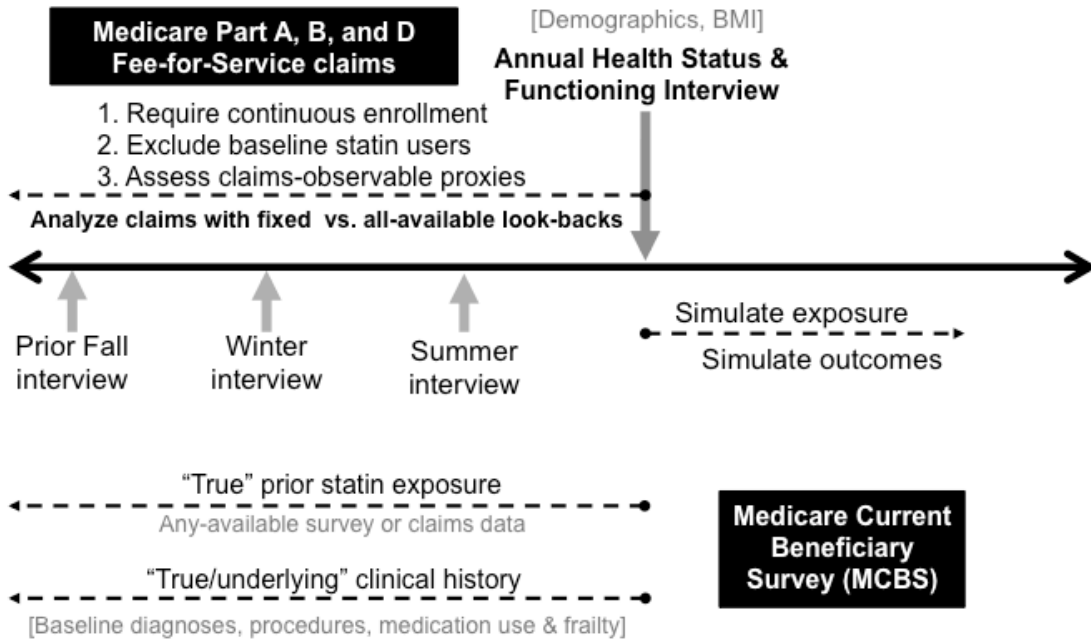 Medicare Part A, B, and D
Fee-for-Service claims
[Demographics, BMI]
Annual Health Status &
Functioning Interview
1. Require continuous enrollment
2. Exclude baseline statin users
3. Assess claims-observable proxies
Analyze claims with fixed vs. all-available look-backs
Prior Fall
interview
Winter
interview
Summer
interview
Simulate exposure
Simulate outcomes
“True” prior statin exposure
Any-available survey or claims data
“True/underlying” clinical history
[Baseline diagnoses, procedures, medication use & frailty]
Medicare Current
Beneficiary
Survey (MCBS)